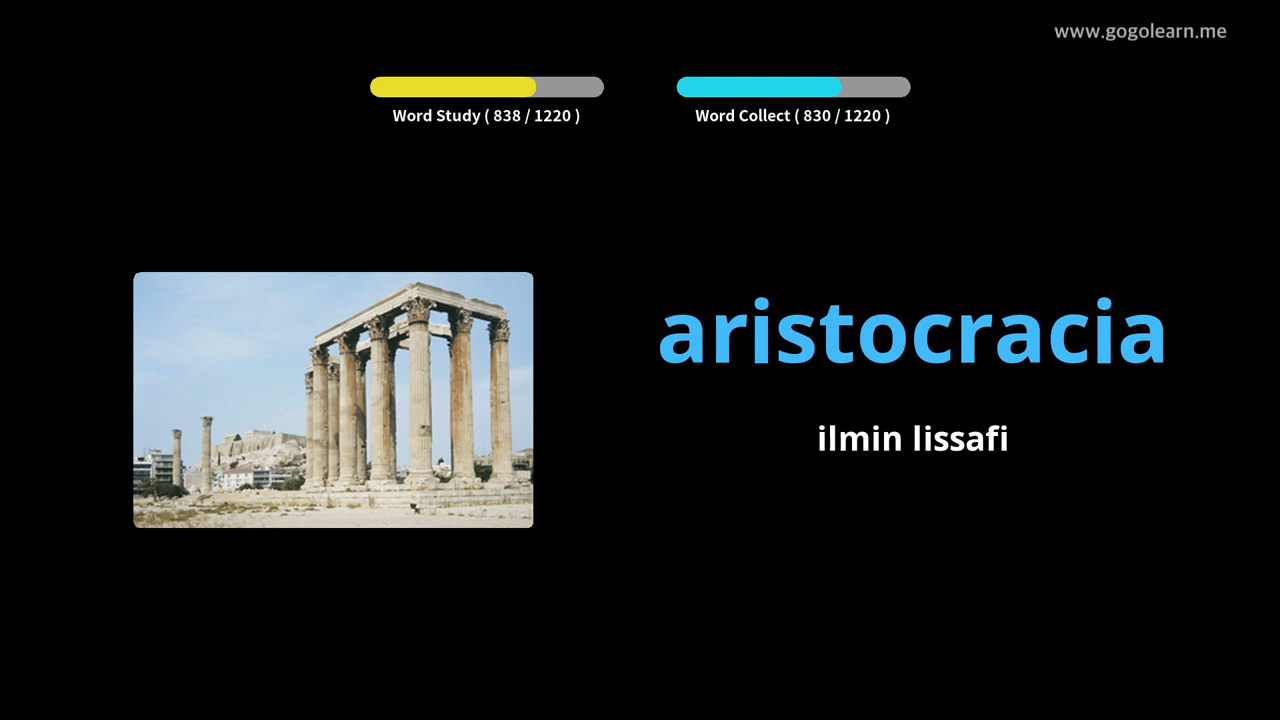 www.gogolearn.me
Word Study ( 838 / 1220 )
Word Collect ( 830 / 1220 )
aristocracia
ilmin lissafi